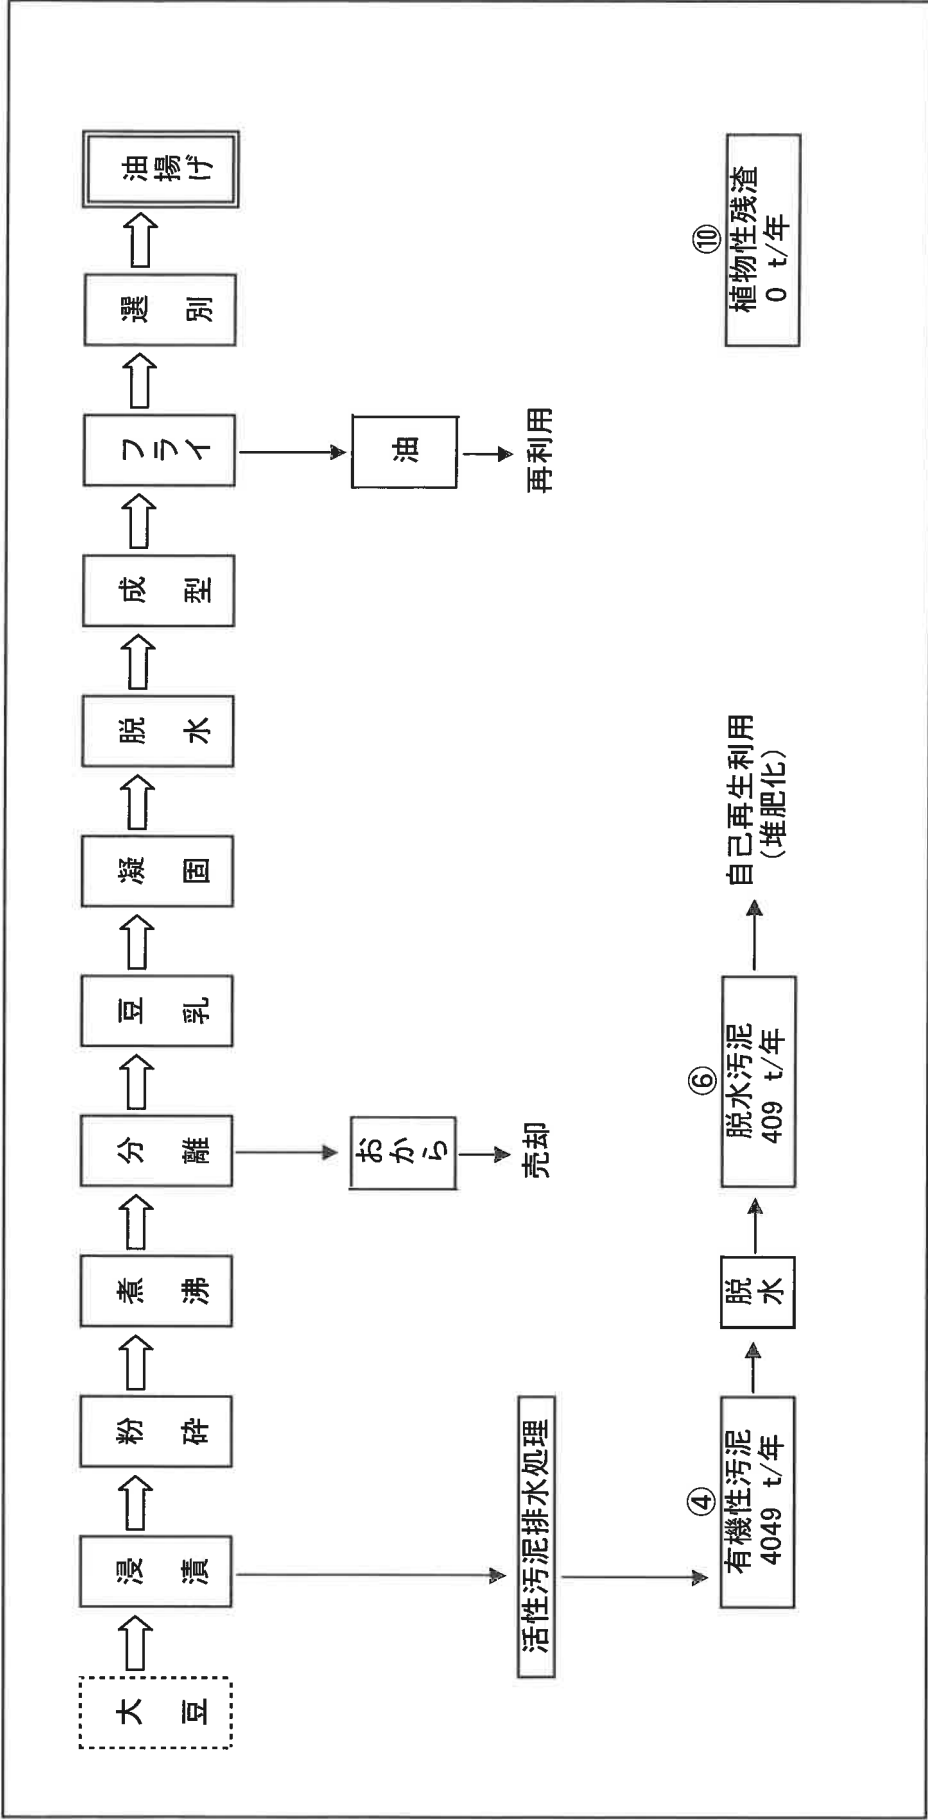 大豆
浸漬
粉砕
煮沸
分離
豆乳
凝固
脱水
成型
フライ
選別
油揚げ
おから
売却
油
再利用
活性汚泥排水処理
④
有機性汚泥
4049 t/年
脱水
⑥
脱水汚泥
409 t/年
自己再生利用
(堆肥化)
⑩
植物性残渣
0 t/年